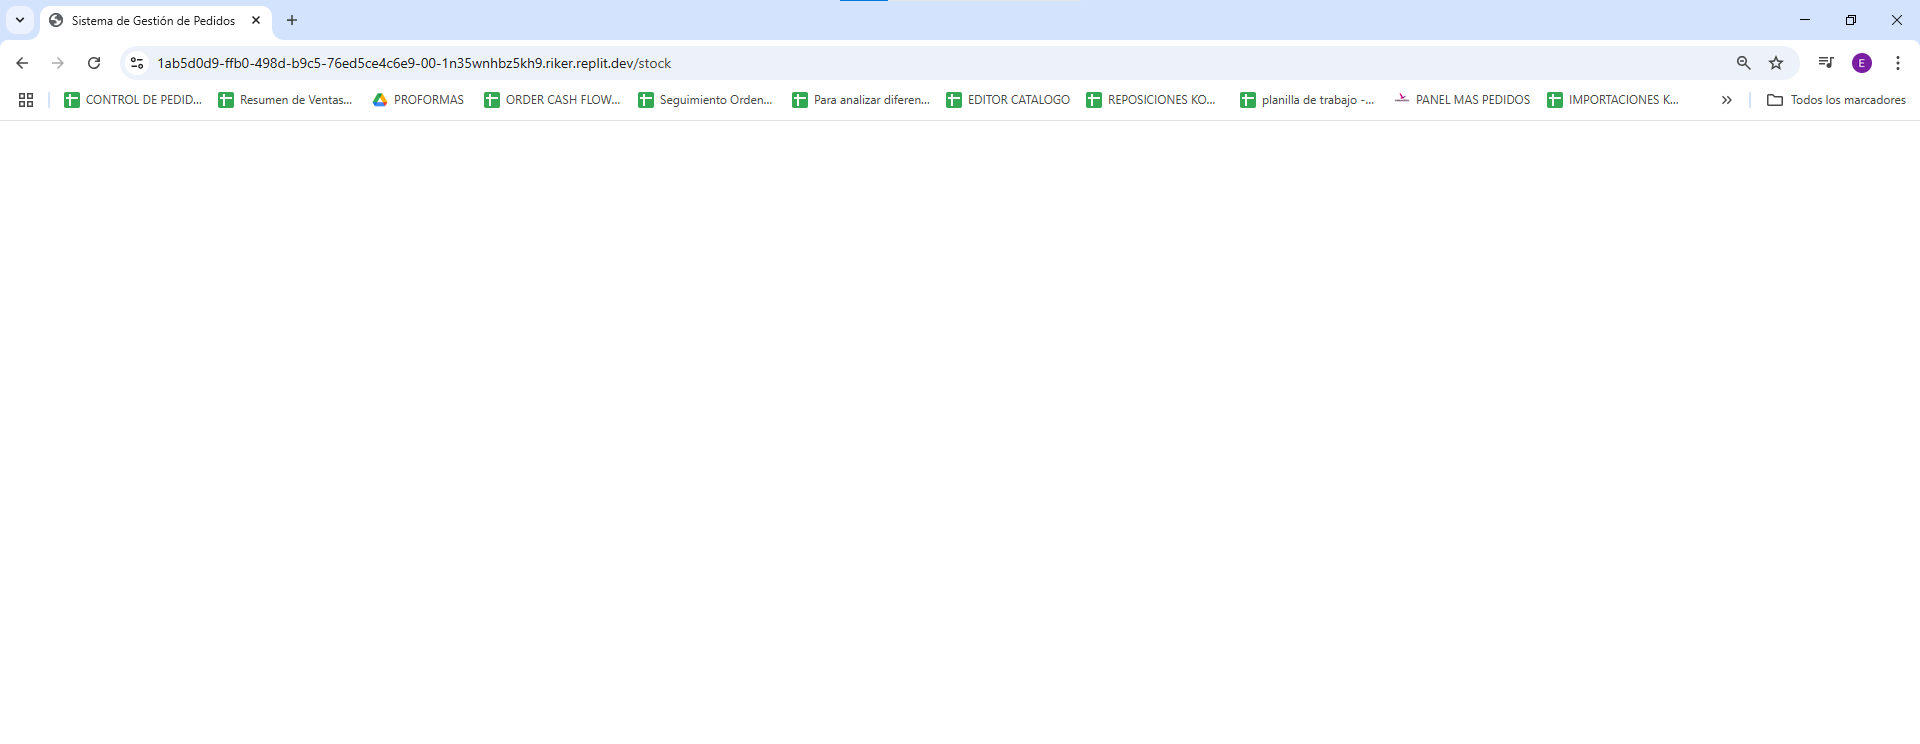 Sistema de Gestión de Pedidos
1ab5d0d9-ffb0-498d-b9c5-76ed5ce4c6e9-00-1n35wnhbz5kh9.riker.replit.dev/stock
E
CONTROL DE PEDID...
Resumen de Ventas...
PROFORMAS
ORDER CASH FLOW...
Seguimiento Orden...
Para analizar diferen...
EDITOR CATALOGO
REPOSICIONES KO...
planilla de trabajo -...
PANEL MAS PEDIDOS
IMPORTACIONES K...
Todos los marcadores